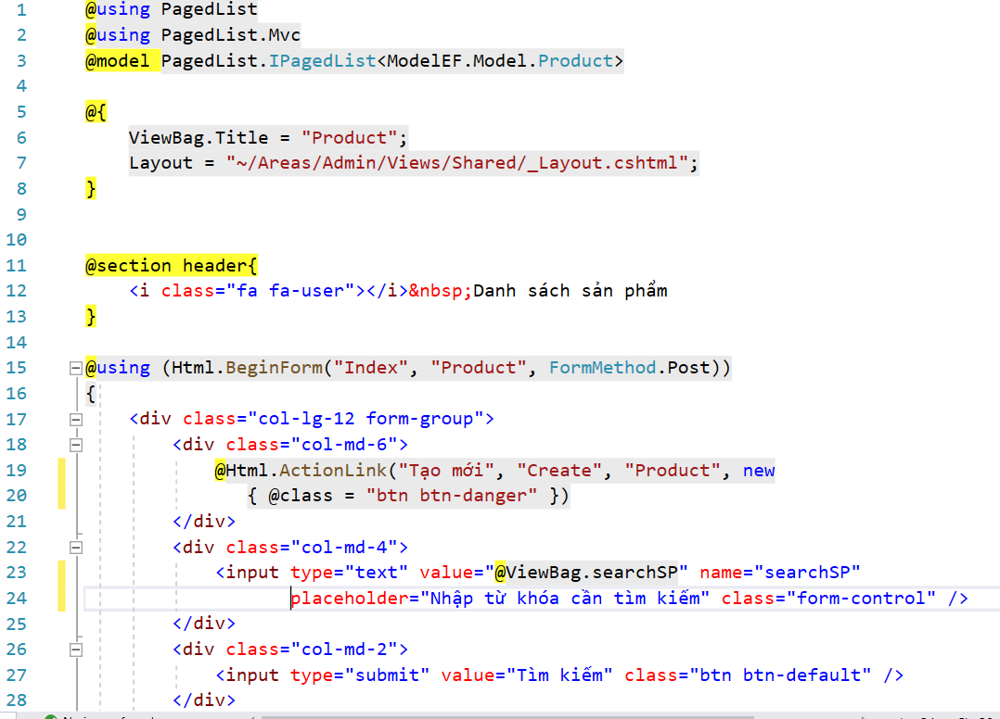 1 @using PagedList
2 @using PagedList.Mvc
3 @model PagedList.IPagedList<ModelEF.Model.Product>
4
5 @{
6 ViewBag.Title = "Product";
7 Layout = "~/Areas/Admin/Views/Shared/_Layout.cshtml";
8 }
9
10
11 @section header{
12 <i class="fa fa-user"></i>&nbsp;Danh sách sản phẩm
13 }
14
15 @using (Html.BeginForm("Index", "Product", FormMethod.Post))
16 {
17 <div class="col-lg-12 form-group">
18 <div class="col-md-6">
19 @Html.ActionLink("Tạo mới", "Create", "Product", new
20 { @class = "btn btn-danger" })
21 </div>
22 <div class="col-md-4">
23 <input type="text" value="@ViewBag.searchSP" name="searchSP"
24 placeholder="Nhập từ khóa cần tìm kiếm" class="form-control" />
25 </div>
26 <div class="col-md-2">
27 <input type="submit" value="Tìm kiếm" class="btn btn-default" />
28 </div>